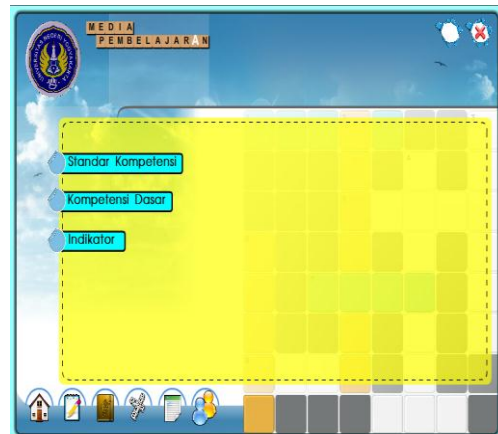 MEDIA
PEMBELAJARAN
Standar Kompetensi
Kompetensi Dasar
Indikator